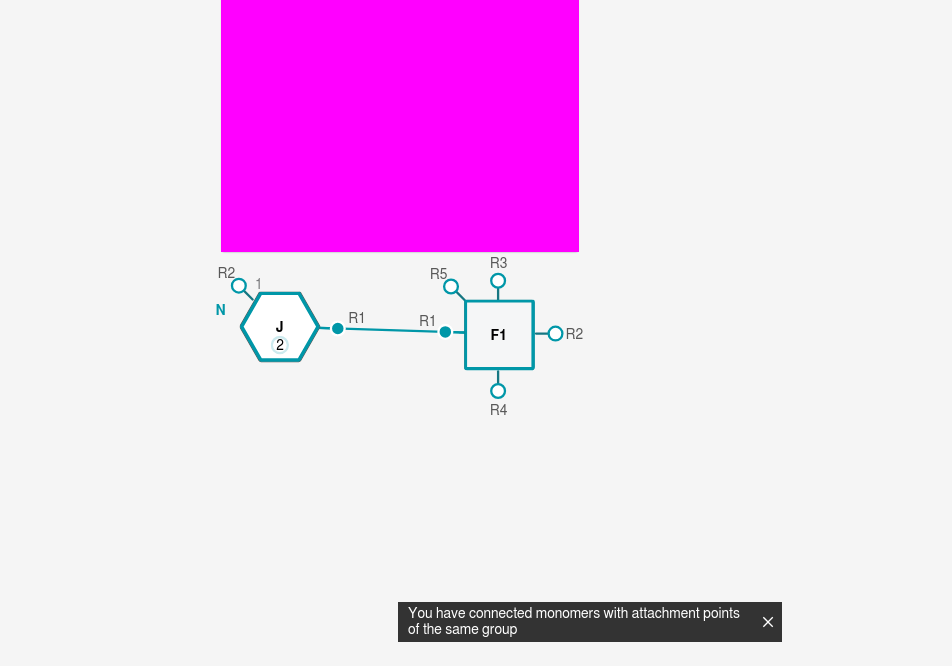 R3
R2
1
R5
N
R1
R1
J
2
F1
R2
R4
You have connected monomers with attachment points
of the same group